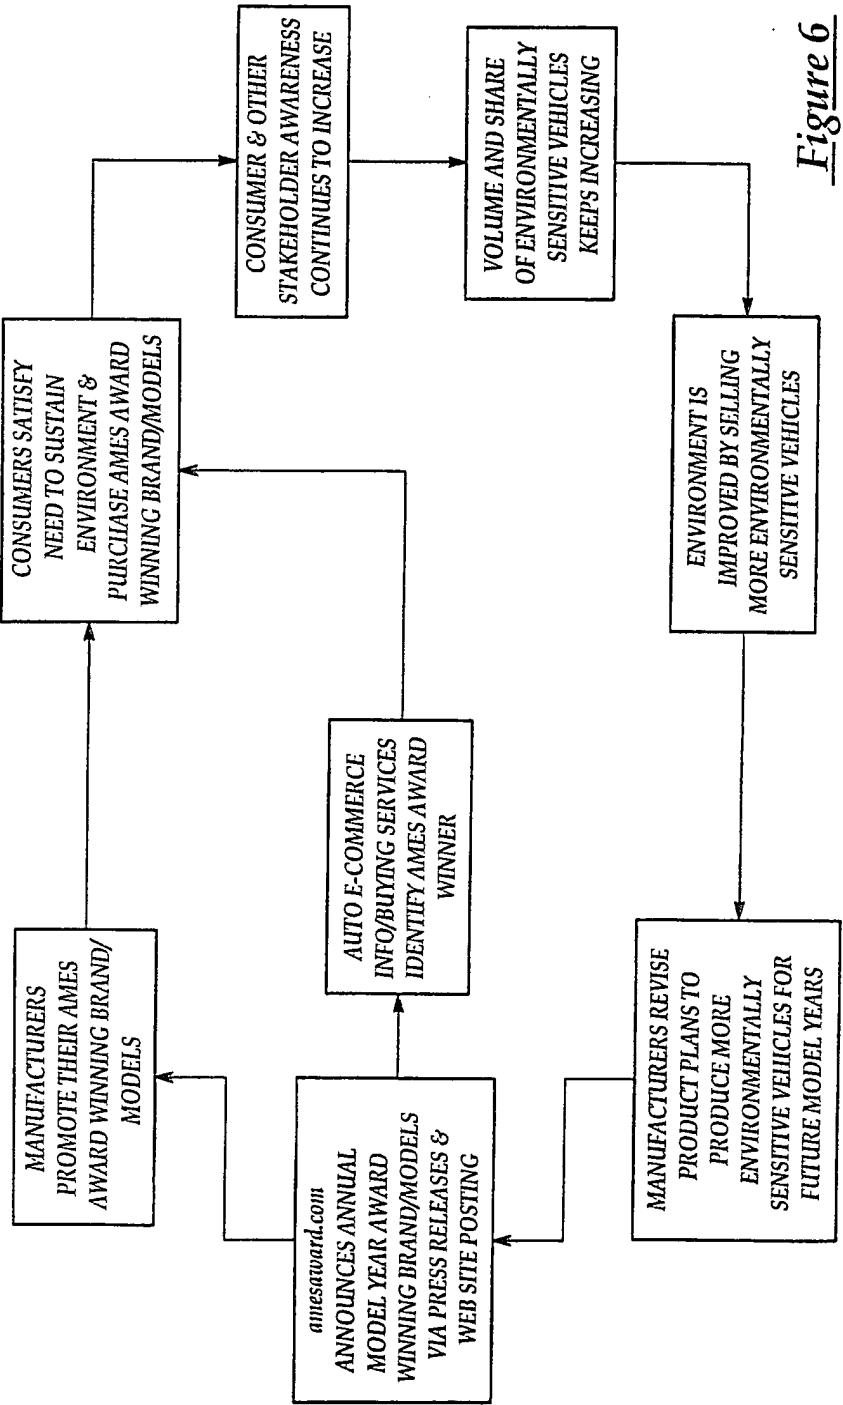 MANUFACTURERS
PROMOTE THEIR AMES
AWARD WINNING BRAND/
MODELS
CONSUMERS SATISFY
NEED TO SUSTAIN
ENVIRONMENT &
PURCHASE AMES AWARD
WINNING BRAND/MODELS
amesaward.com
ANNOUNCES ANNUAL
MODEL YEAR AWARD
WINNING BRAND/MODELS
VIA PRESS RELEASES &
WEB SITE POSTING
AUTO E-COMMERCE
INFO/BUYING SERVICES
IDENTIFY AMES AWARD
WINNER
CONSUMER & OTHER
STAKEHOLDER AWARENESS
CONTINUES TO INCREASE
VOLUME AND SHARE
OF ENVIRONMENTALLY
SENSITIVE VEHICLES
KEEPS INCREASING
MANUFACTURERS REVISE
PRODUCT PLANS TO
PRODUCE MORE
ENVIRONMENTALLY
SENSITIVE VEHICLES FOR
FUTURE MODEL YEARS
ENVIRONMENT IS
IMPROVED BY SELLING
MORE ENVIRONMENTALLY
SENSITIVE VEHICLES
Figure 6